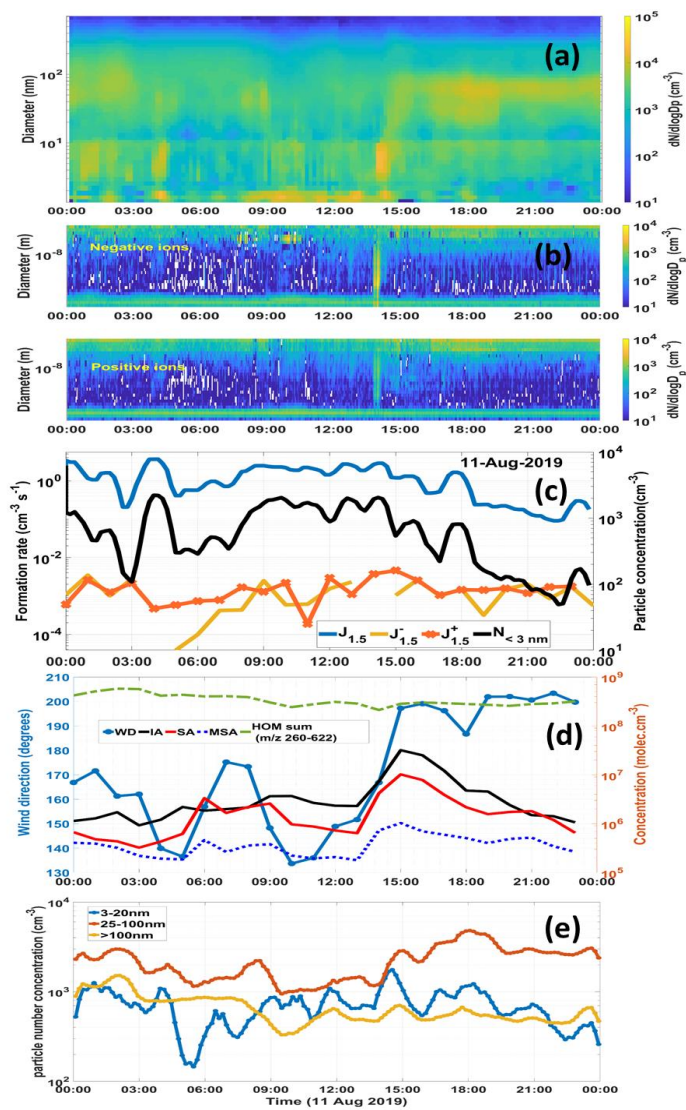 (a)
Diameter (nm)
10²
10¹
00:00 03:00 06:00 09:00 12:00 15:00 18:00 21:00 00:00
10⁵
10⁴
10³
10²
10¹
dN/dlogDp (cm⁻³)
Negative ions
(b)
Diameter (m)
10⁻⁸
00:00 03:00 06:00 09:00 12:00 15:00 18:00 21:00 00:00
10⁴
10³
10²
10¹
dN/dlogDp (cm⁻³)
Positive ions
Diameter (m)
10⁻⁸
00:00 03:00 06:00 09:00 12:00 15:00 18:00 21:00 00:00
10⁴
10³
10²
10¹
dN/dlogDp (cm⁻³)
11-Aug-2019
(c)
Formation rate (cm⁻³ s⁻¹)
10⁰
10⁻²
10⁻⁴
10⁴
10³
10²
10¹
Particle concentration(cm⁻³)
J1.5 J⁻1.5 J⁺1.5 N< 3 nm
00:00 03:00 06:00 09:00 12:00 15:00 18:00 21:00 00:00
Wind direction (degrees)
210
200
190
180
170
160
150
140
130
WD IA SA MSA HOM sum
(m/z 260-622)
(d)
10⁹
10⁸
10⁷
10⁶
10⁵
Concentration (molec.cm⁻³)
00:00 03:00 06:00 09:00 12:00 15:00 18:00 21:00 00:00
particle number concentration (cm⁻³)
10⁴
10³
10²
3-20nm
25-100nm
>100nm
(e)
00:00 03:00 06:00 09:00 12:00 15:00 18:00 21:00 00:00
Time (11 Aug 2019)